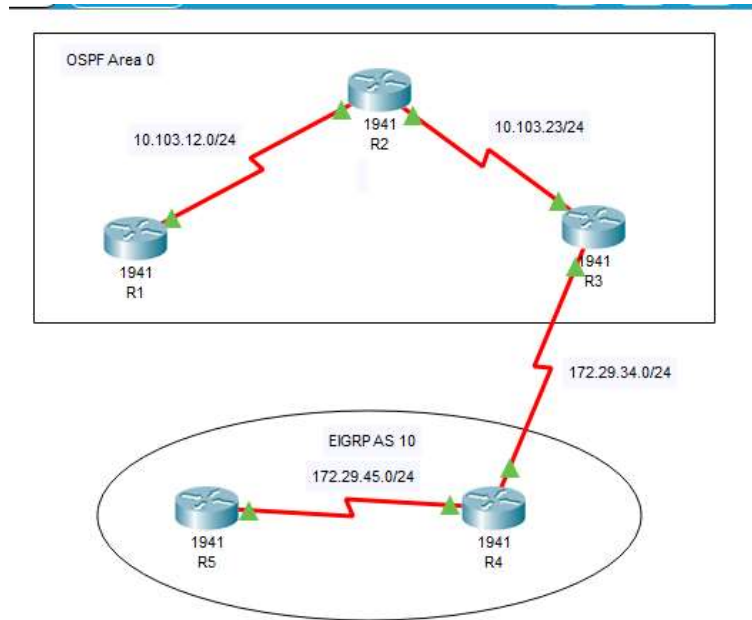 OSPF Area 0
10.103.12.0/24
1941
R2
10.103.23/24
1941
R1
1941
R3
172.29.34.0/24
EIGRP AS 10
172.29.45.0/24
1941
R5
1941
R4